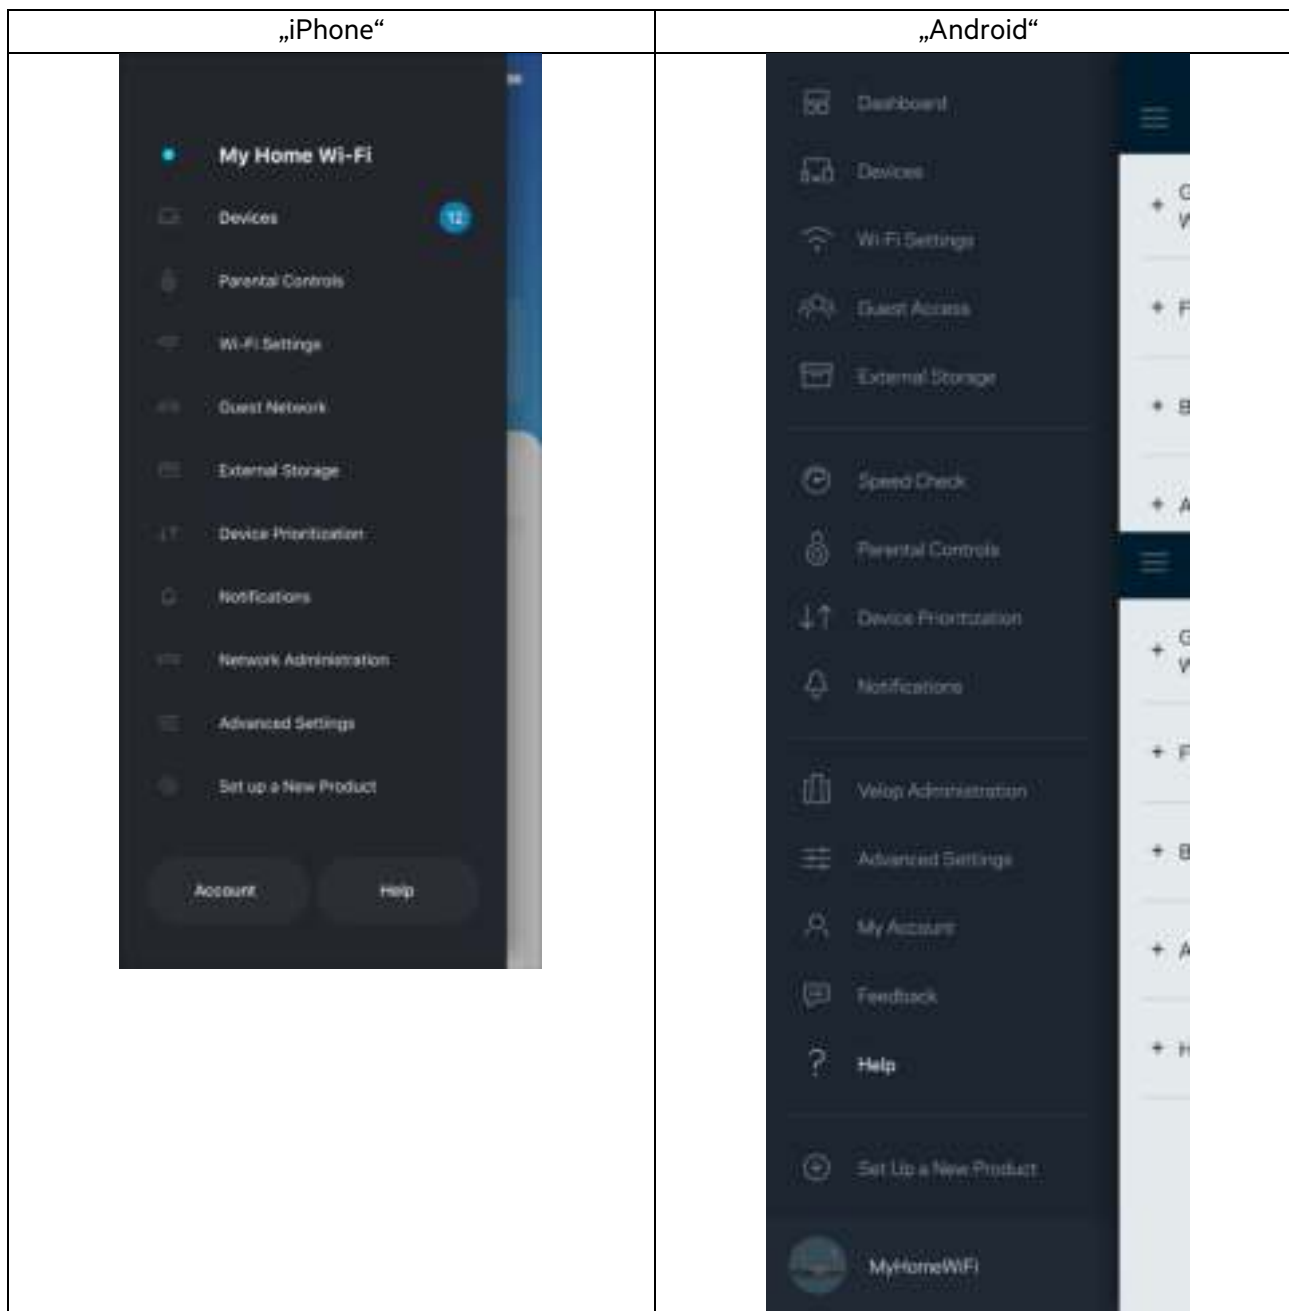 „iPhone“
„Android“
My Home Wi-Fi
Devices
12
Parental Controls
Wi-Fi Settings
Guest Network
External Storage
Device Prioritization
Notifications
Network Administration
Advanced Settings
Set up a New Product
Account
Help
Dashboard
Devices
Wi-Fi Settings
Guest Access
External Storage
Speed Check
Parental Controls
Device Prioritization
Notifications
Velop Administration
Advanced Settings
My Account
Feedback
Help
Set Up a New Product
MyHomeWiFi
+ G
W
+ F
+ B
+ A
+ G
W
+ F
+ B
+ A
+ H